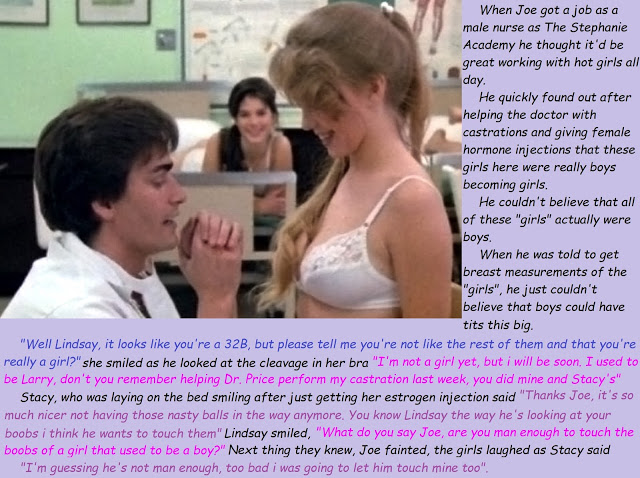 When Joe got a job as a
male nurse as The Stephanie
Academy he thought it'd be
great working with hot girls all
day.
He quickly found out after
helping the doctor with
castrations and giving female
hormone injections that these
girls here were really boys
becoming girls.
He couldn't believe that all
of these "girls" actually were
boys.
When he was told to get
breast measurements of the
"girls", he just couldn't
believe that boys could have
tits this big.
"Well Lindsay, it looks like you're a 32B, but please tell me you're not like the rest of them and that you're
really a girl?" she smiled as he looked at the cleavage in her bra "I'm not a girl yet, but i will be soon. I used to
be Larry, don't you remember helping Dr. Price perform my castration last week, you did mine and Stacy's"
Stacy, who was laying on the bed smiling after just getting her estrogen injection said "Thanks Joe, it's so
much nicer not having those nasty balls in the way anymore. You know Lindsay the way he's looking at your
boobs i think he wants to touch them" Lindsay smiled, "What do you say Joe, are you man enough to touch the
boobs of a girl that used to be a boy?" Next thing they knew, Joe fainted, the girls laughed as Stacy said
"I'm guessing he's not man enough, too bad i was going to let him touch mine too".